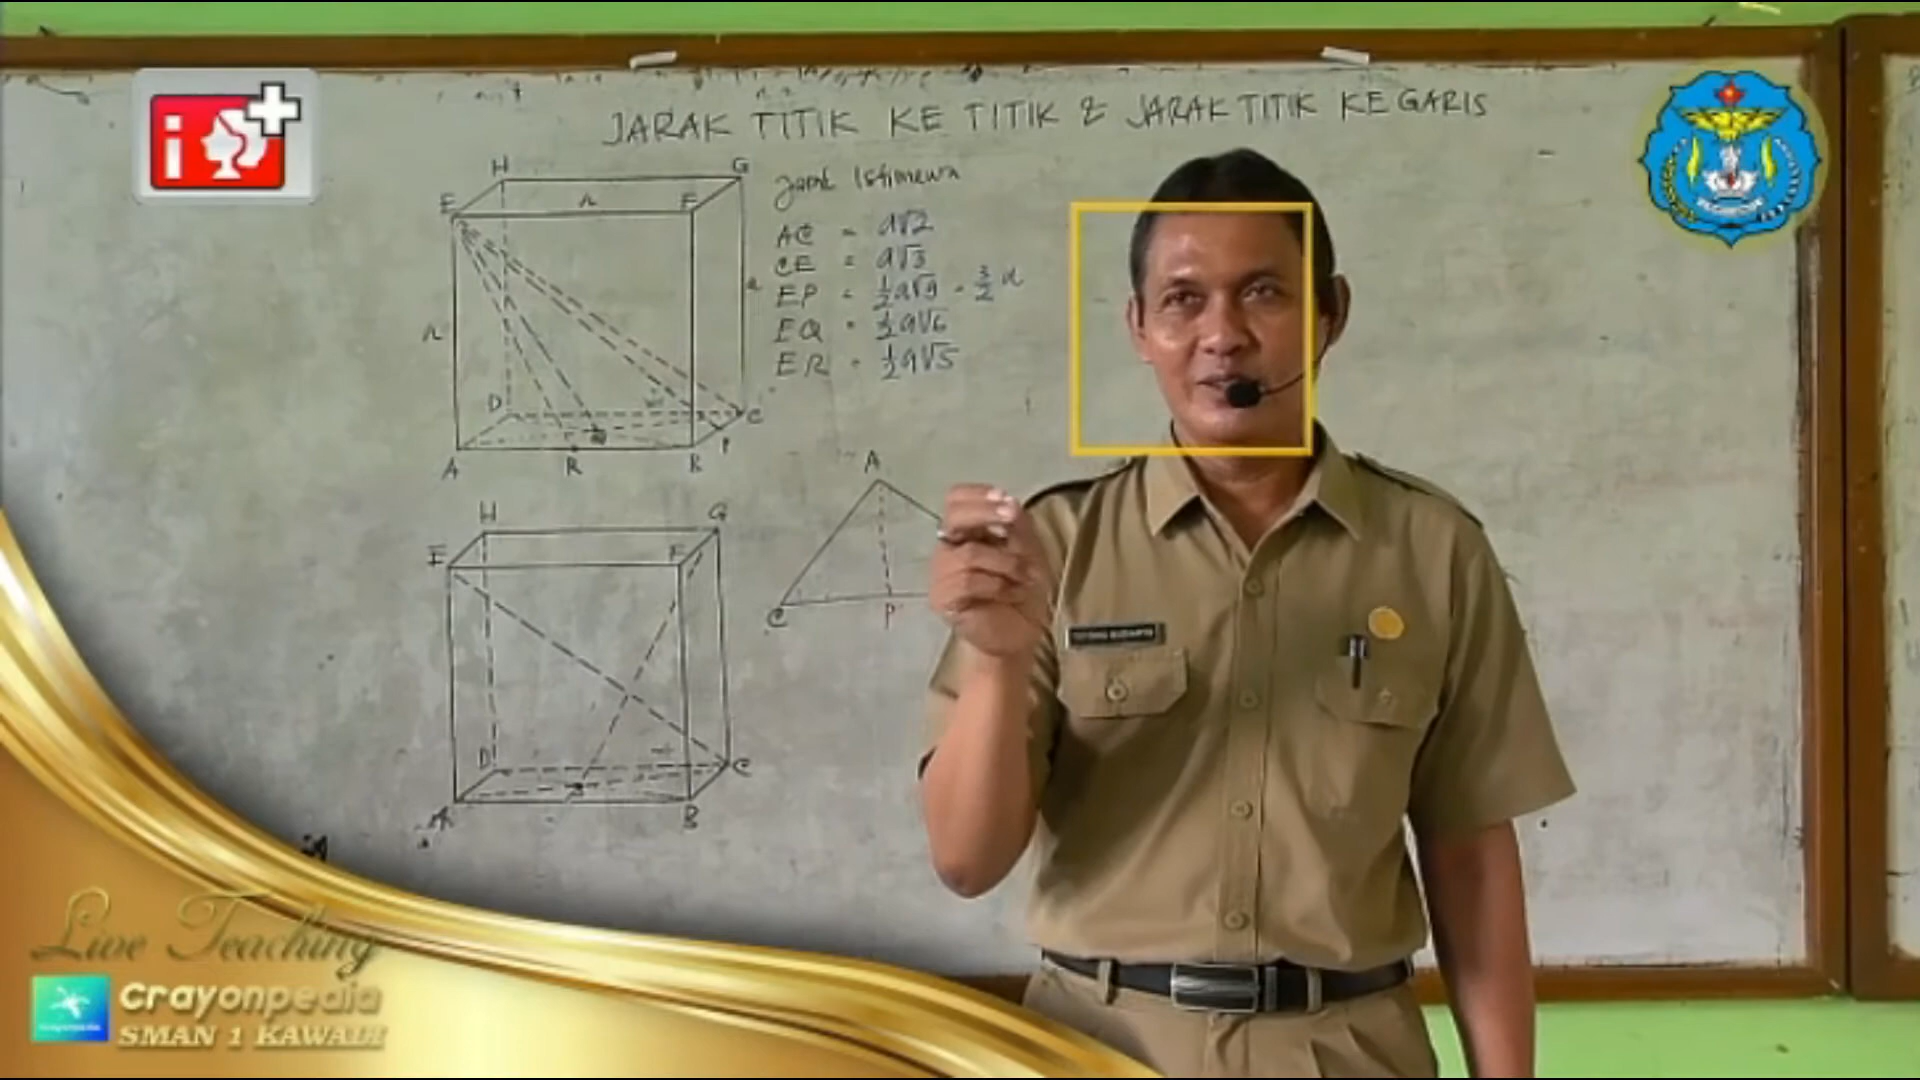 i+
JARAK TITIK KE TITIK & JARAK TITIK KE GARIS
Jarak Istimewa
AC = a√2
CE = a√3
EP = ½a√9 = 3/2 a
EQ = ½a√6
ER = ½a√5
H G
E a F
a
a
D C
P
A R B
H G
E F
D C
A B
A
C P
Live Teaching
Crayonpedia
SMAN 1 KAWALI